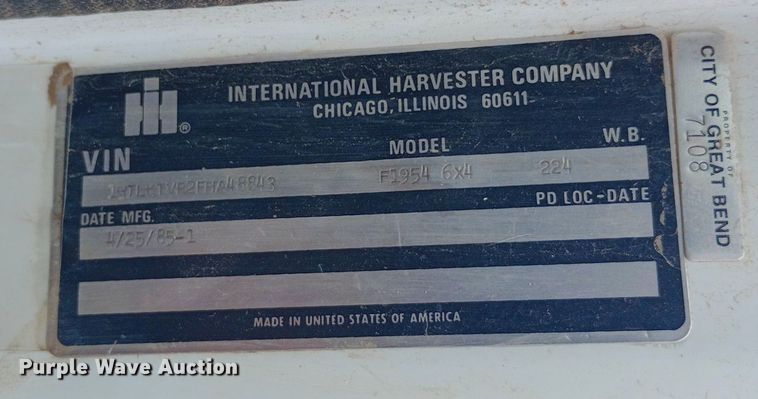 IH®
INTERNATIONAL HARVESTER COMPANY
CHICAGO, ILLINOIS 60611
VIN MODEL W.B.
F1954 6X4 224
DATE MFG. PD LOC-DATE
4/25/85-1
MADE IN UNITED STATES OF AMERICA
PROPERTY OF
CITY OF GREAT BEND
7108
Purple Wave Auction